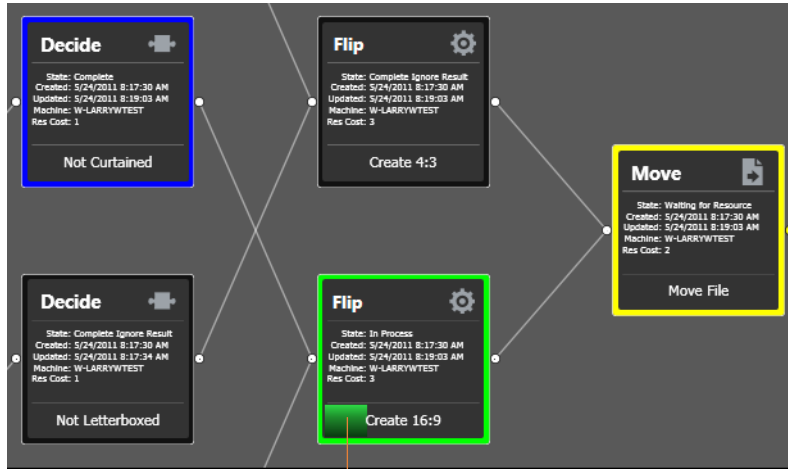 Decide
State: Complete
Created: 5/24/2011 8:17:30 AM
Updated: 5/24/2011 8:19:03 AM
Machine: W-LARRYWTEST
Res Cost: 1
Not Curtained
Flip
State: Complete Ignore Result
Created: 5/24/2011 8:17:30 AM
Updated: 5/24/2011 8:19:03 AM
Machine: W-LARRYWTEST
Res Cost: 3
Create 4:3
Move
State: Waiting for Resource
Created: 5/24/2011 8:17:30 AM
Updated: 5/24/2011 8:19:03 AM
Machine: W-LARRYWTEST
Res Cost: 2
Move File
Decide
State: Complete Ignore Result
Created: 5/24/2011 8:17:30 AM
Updated: 5/24/2011 8:17:34 AM
Machine: W-LARRYWTEST
Res Cost: 1
Not Letterboxed
Flip
State: In Process
Created: 5/24/2011 8:17:30 AM
Updated: 5/24/2011 8:19:03 AM
Machine: W-LARRYWTEST
Res Cost: 3
Create 16:9